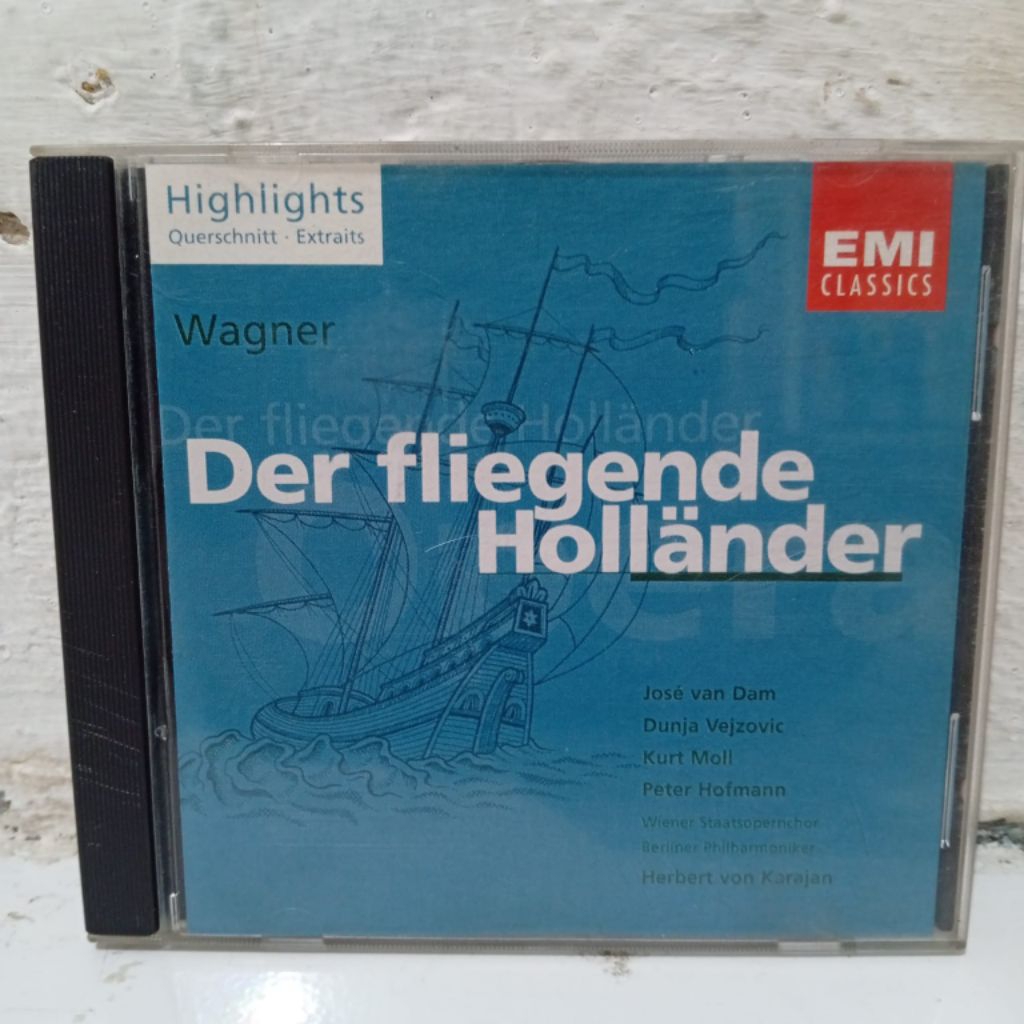 Highlights
Querschnitt · Extraits
EMI
CLASSICS
Wagner
Der fliegende Holländer
Der fliegende
Holländer
Opera
José van Dam
Dunja Vejzovic
Kurt Moll
Peter Hofmann
Wiener Staatsopernchor
Berliner Philharmoniker
Herbert von Karajan